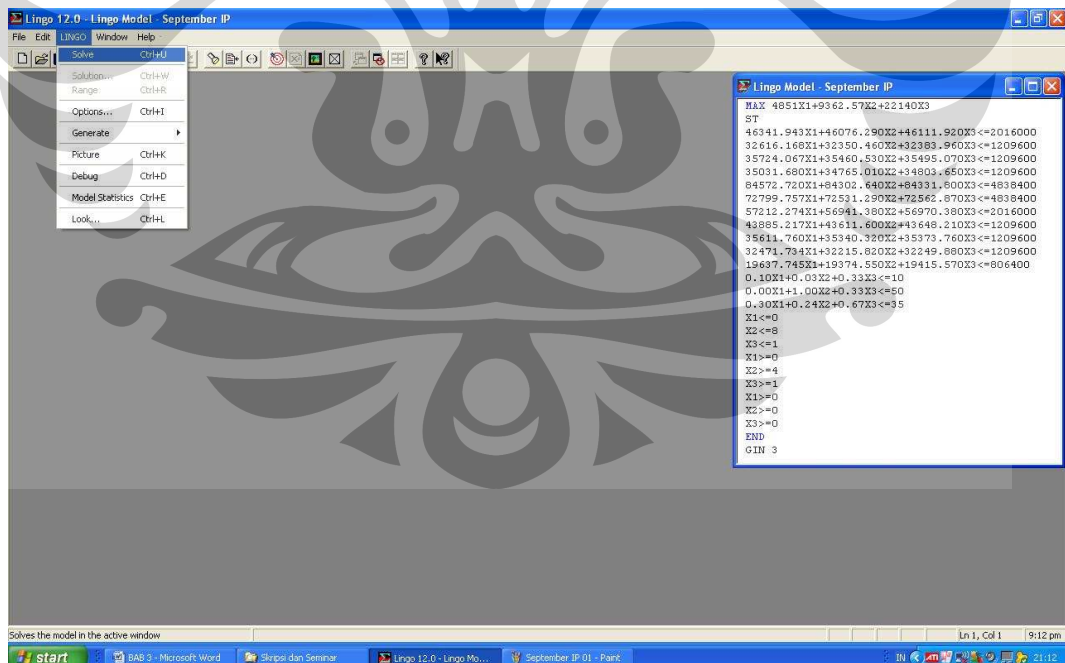 Lingo 12.0 - Lingo Model - September IP
File Edit LINGO Window Help
Solve Ctrl+U
Solution... Ctrl+W
Range Ctrl+R
Options... Ctrl+I
Generate
Picture Ctrl+K
Debug Ctrl+D
Model Statistics Ctrl+E
Look... Ctrl+L
Lingo Model - September IP
MAX 4851X1+9362.57X2+22140X3
ST
46341.943X1+46076.290X2+46111.920X3<=2016000
32616.168X1+32350.460X2+32383.960X3<=1209600
35724.067X1+35460.530X2+35495.070X3<=1209600
35031.680X1+34765.010X2+34803.650X3<=1209600
84572.720X1+84302.640X2+84331.800X3<=4838400
72799.757X1+72531.290X2+72562.870X3<=4838400
57212.274X1+56941.380X2+56970.380X3<=2016000
43885.217X1+43611.600X2+43648.210X3<=1209600
35611.760X1+35340.320X2+35373.760X3<=1209600
32471.734X1+32215.820X2+32249.880X3<=1209600
19637.745X1+19374.550X2+19415.570X3<=806400
0.10X1+0.03X2+0.33X3<=10
0.00X1+1.00X2+0.33X3<=50
0.30X1+0.24X2+0.67X3<=35
X1<=0
X2<=8
X3<=1
X1>=0
X2>=4
X3>=1
X1>=0
X2>=0
X3>=0
END
GIN 3
Solves the model in the active window
Ln 1, Col 1 9:12 pm
start BAB 3 - Microsoft Word Skripsi dan Seminar Lingo 12.0 - Lingo Mo... September IP 01 - Paint IN ATI 21:12